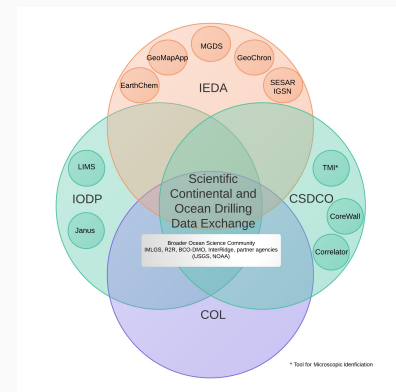 MGDS
GeoMapApp
GeoChron
EarthChem
IEDA
SESAR
IGSN
LIMS
IODP
Janus
Scientific
Continental and
Ocean Drilling
Data Exchange
TMI*
CSDCO
CoreWall
Correlator
Broader Ocean Science Community
IMLGS, R2R, BCO-DMO, InterRidge, partner agencies
(USGS, NOAA)
COL
* Tool for Microscopic Idenficiation